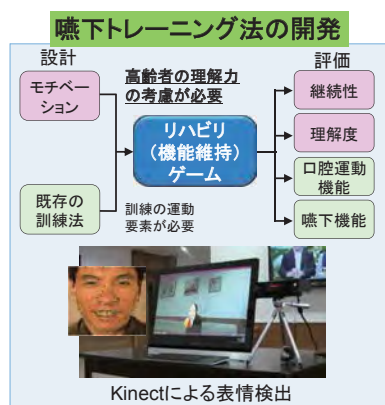 嚥下トレーニング法の開発
設計
評価
モチベ
ーション
高齢者の理解力
の考慮が必要
継続性
リハビリ
（機能維持）
ゲーム
理解度
口腔運動
機能
既存の
訓練法
訓練の運動
要素が必要
嚥下機能
Kinectによる表情検出